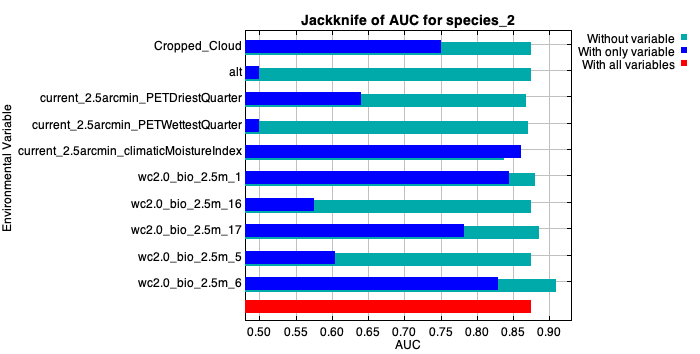 Jackknife of AUC for species_2
Without variable
With only variable
With all variables
Environmental Variable
Cropped_Cloud
alt
current_2.5arcmin_PETDriestQuarter
current_2.5arcmin_PETWettestQuarter
current_2.5arcmin_climaticMoistureIndex
wc2.0_bio_2.5m_1
wc2.0_bio_2.5m_16
wc2.0_bio_2.5m_17
wc2.0_bio_2.5m_5
wc2.0_bio_2.5m_6
0.50 0.55 0.60 0.65 0.70 0.75 0.80 0.85 0.90
AUC